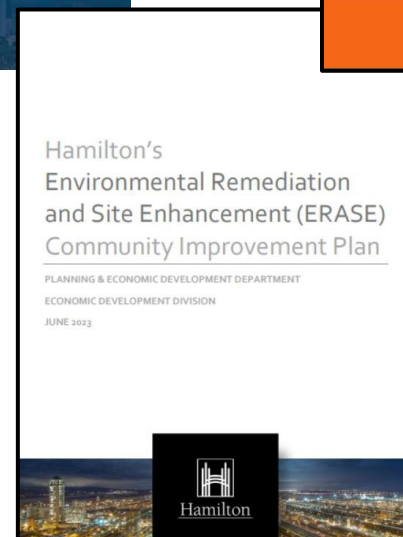 Hamilton's
Environmental Remediation
and Site Enhancement (ERASE)
Community Improvement Plan
PLANNING & ECONOMIC DEVELOPMENT DEPARTMENT
ECONOMIC DEVELOPMENT DIVISION
JUNE 2023
Hamilton